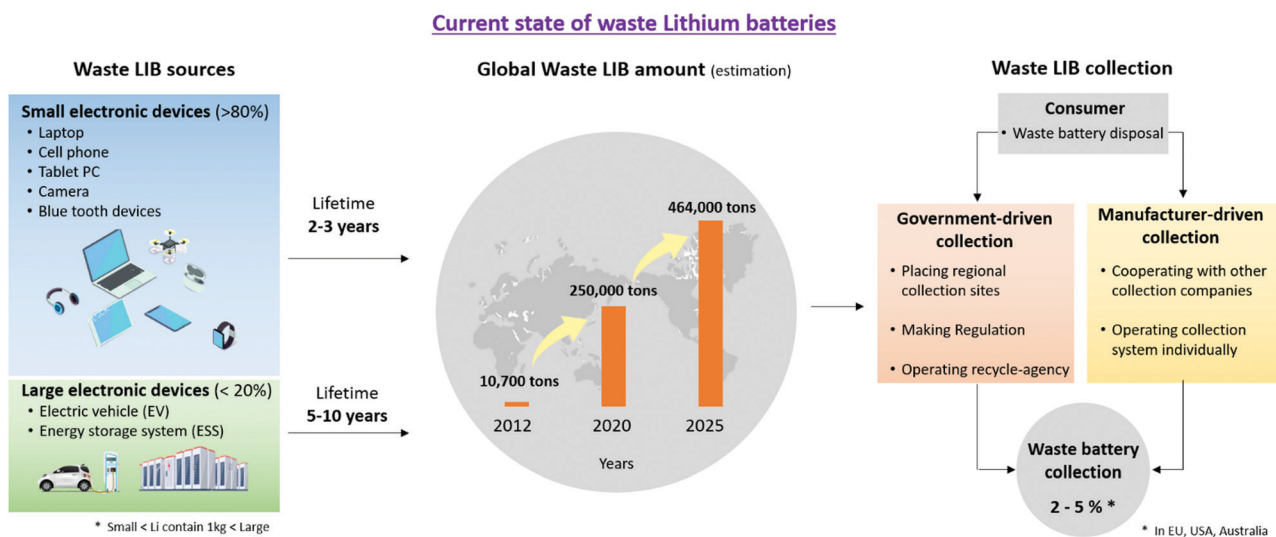 Current state of waste Lithium batteries
Waste LIB sources
Small electronic devices (>80%)
• Laptop
• Cell phone
• Tablet PC
• Camera
• Blue tooth devices
Large electronic devices (< 20%)
• Electric vehicle (EV)
• Energy storage system (ESS)
* Small < Li contain 1kg < Large
Lifetime
2-3 years
Lifetime
5-10 years
Global Waste LIB amount (estimation)
10,700 tons
250,000 tons
464,000 tons
2012
2020
2025
Years
Waste LIB collection
Consumer
• Waste battery disposal
Government-driven
collection
• Placing regional
collection sites
• Making Regulation
• Operating recycle-agency
Manufacturer-driven
collection
• Cooperating with other
collection companies
• Operating collection
system individually
Waste battery
collection
2 - 5 % *
* In EU, USA, Australia